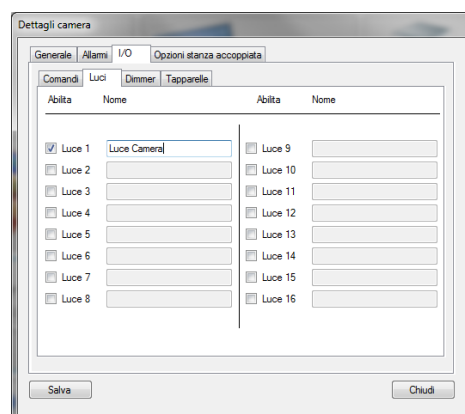 Dettagli camera
Generale Allarmi I/O Opzioni stanza accoppiata
Comandi Luci Dimmer Tapparelle
Abilita Nome Abilita Nome
Luce 1 Luce Camera Luce 9
Luce 2 Luce 10
Luce 3 Luce 11
Luce 4 Luce 12
Luce 5 Luce 13
Luce 6 Luce 14
Luce 7 Luce 15
Luce 8 Luce 16
Salva Chiudi